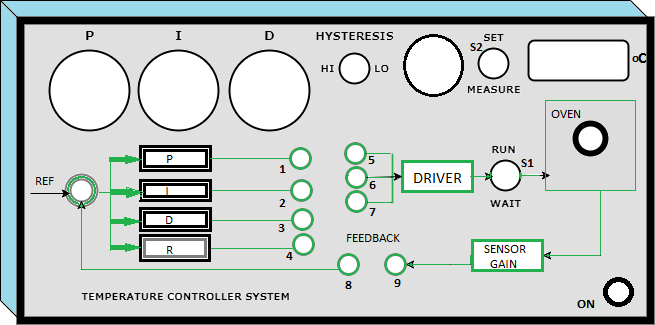 P I D HYSTERESIS SET
S2
HI LO
MEASURE
oC
OVEN
P
I
D
R
REF
1
2
3
4
5
6
7
DRIVER
RUN
S1
WAIT
FEEDBACK
8
9
SENSOR
GAIN
TEMPERATURE CONTROLLER SYSTEM
ON